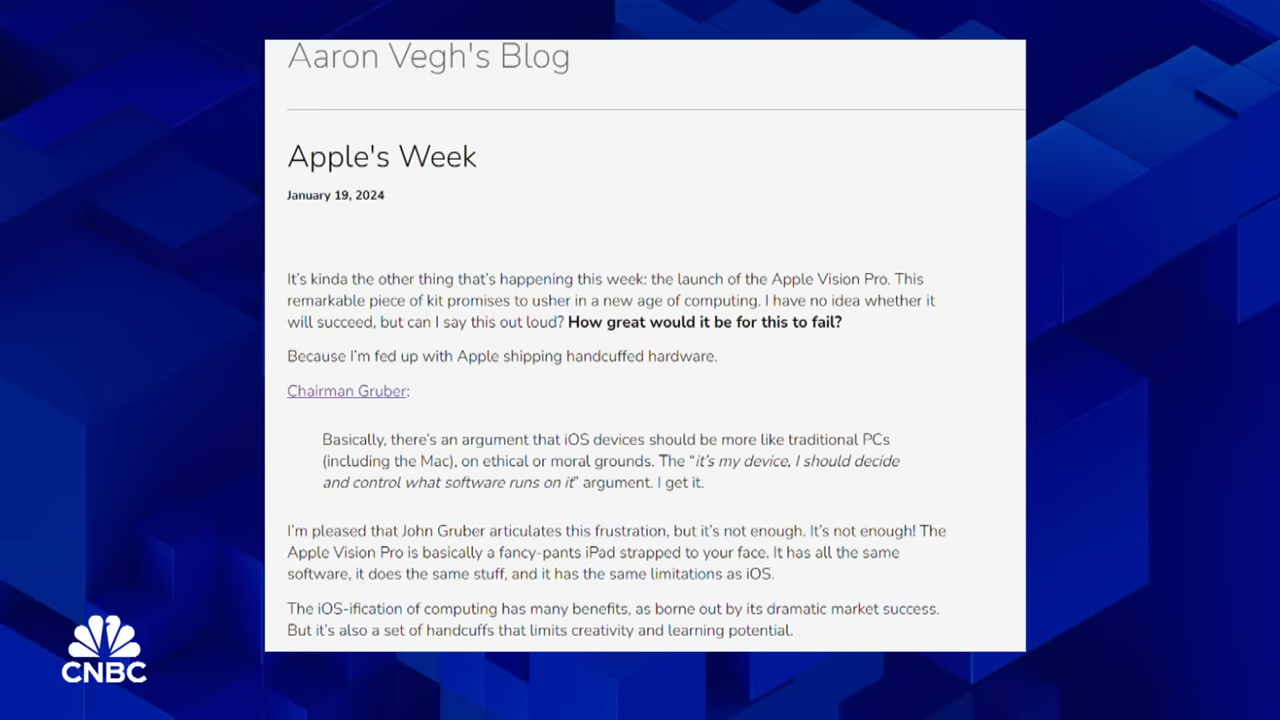 Aaron Vegh's Blog
Apple's Week
January 19, 2024
It's kinda the other thing that's happening this week: the launch of the Apple Vision Pro. This
remarkable piece of kit promises to usher in a new age of computing. I have no idea whether it
will succeed, but can I say this out loud? How great would it be for this to fail?
Because I'm fed up with Apple shipping handcuffed hardware.
Chairman Gruber:
Basically, there's an argument that iOS devices should be more like traditional PCs
(including the Mac), on ethical or moral grounds. The “it's my device, I should decide
and control what software runs on it” argument. I get it.
I'm pleased that John Gruber articulates this frustration, but it's not enough. It's not enough! The
Apple Vision Pro is basically a fancy-pants iPad strapped to your face. It has all the same
software, it does the same stuff, and it has the same limitations as iOS.
The iOS-ification of computing has many benefits, as borne out by its dramatic market success.
But it's also a set of handcuffs that limits creativity and learning potential.
CNBC